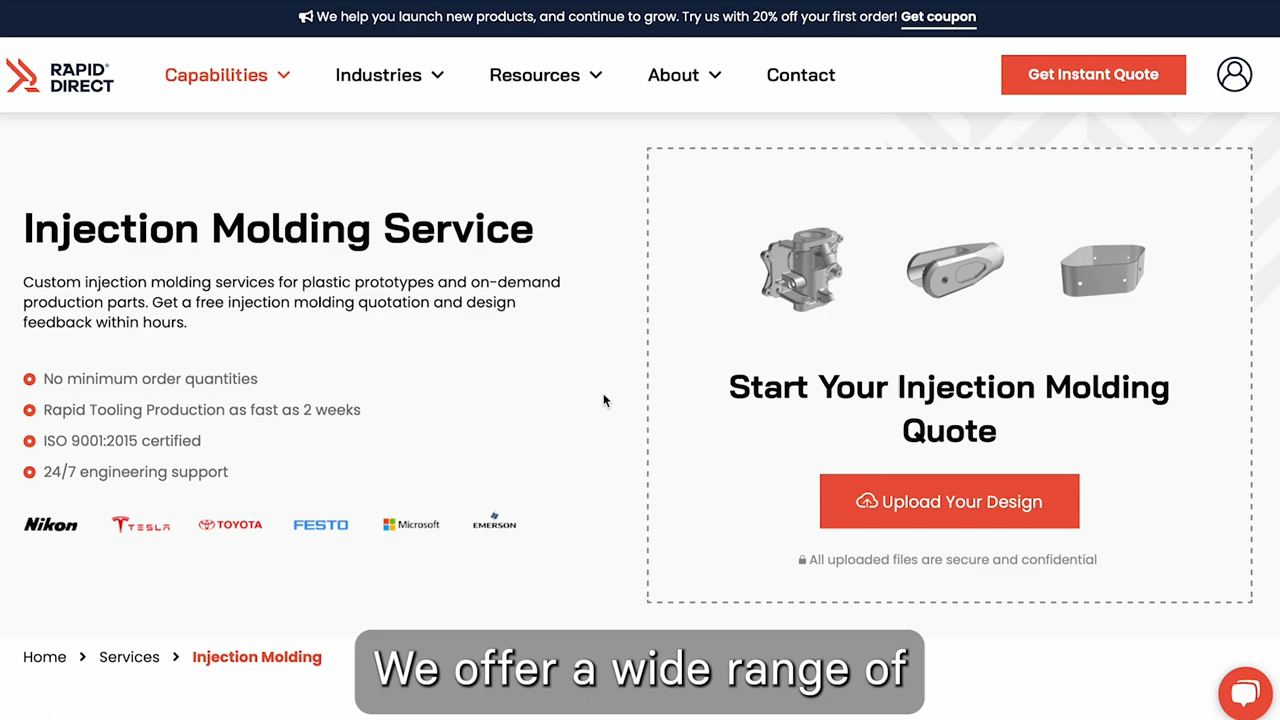 We help you launch new products, and continue to grow. Try us with 20% off your first order! Get coupon
RAPID®
DIRECT
Capabilities
Industries
Resources
About
Contact
Get Instant Quote
Injection Molding Service
Custom injection molding services for plastic prototypes and on-demand
production parts. Get a free injection molding quotation and design
feedback within hours.
No minimum order quantities
Rapid Tooling Production as fast as 2 weeks
ISO 9001:2015 certified
24/7 engineering support
Nikon
TESLA
TOYOTA
FESTO
Microsoft
EMERSON
Start Your Injection Molding
Quote
Upload Your Design
All uploaded files are secure and confidential
Home > Services > Injection Molding
We offer a wide range of